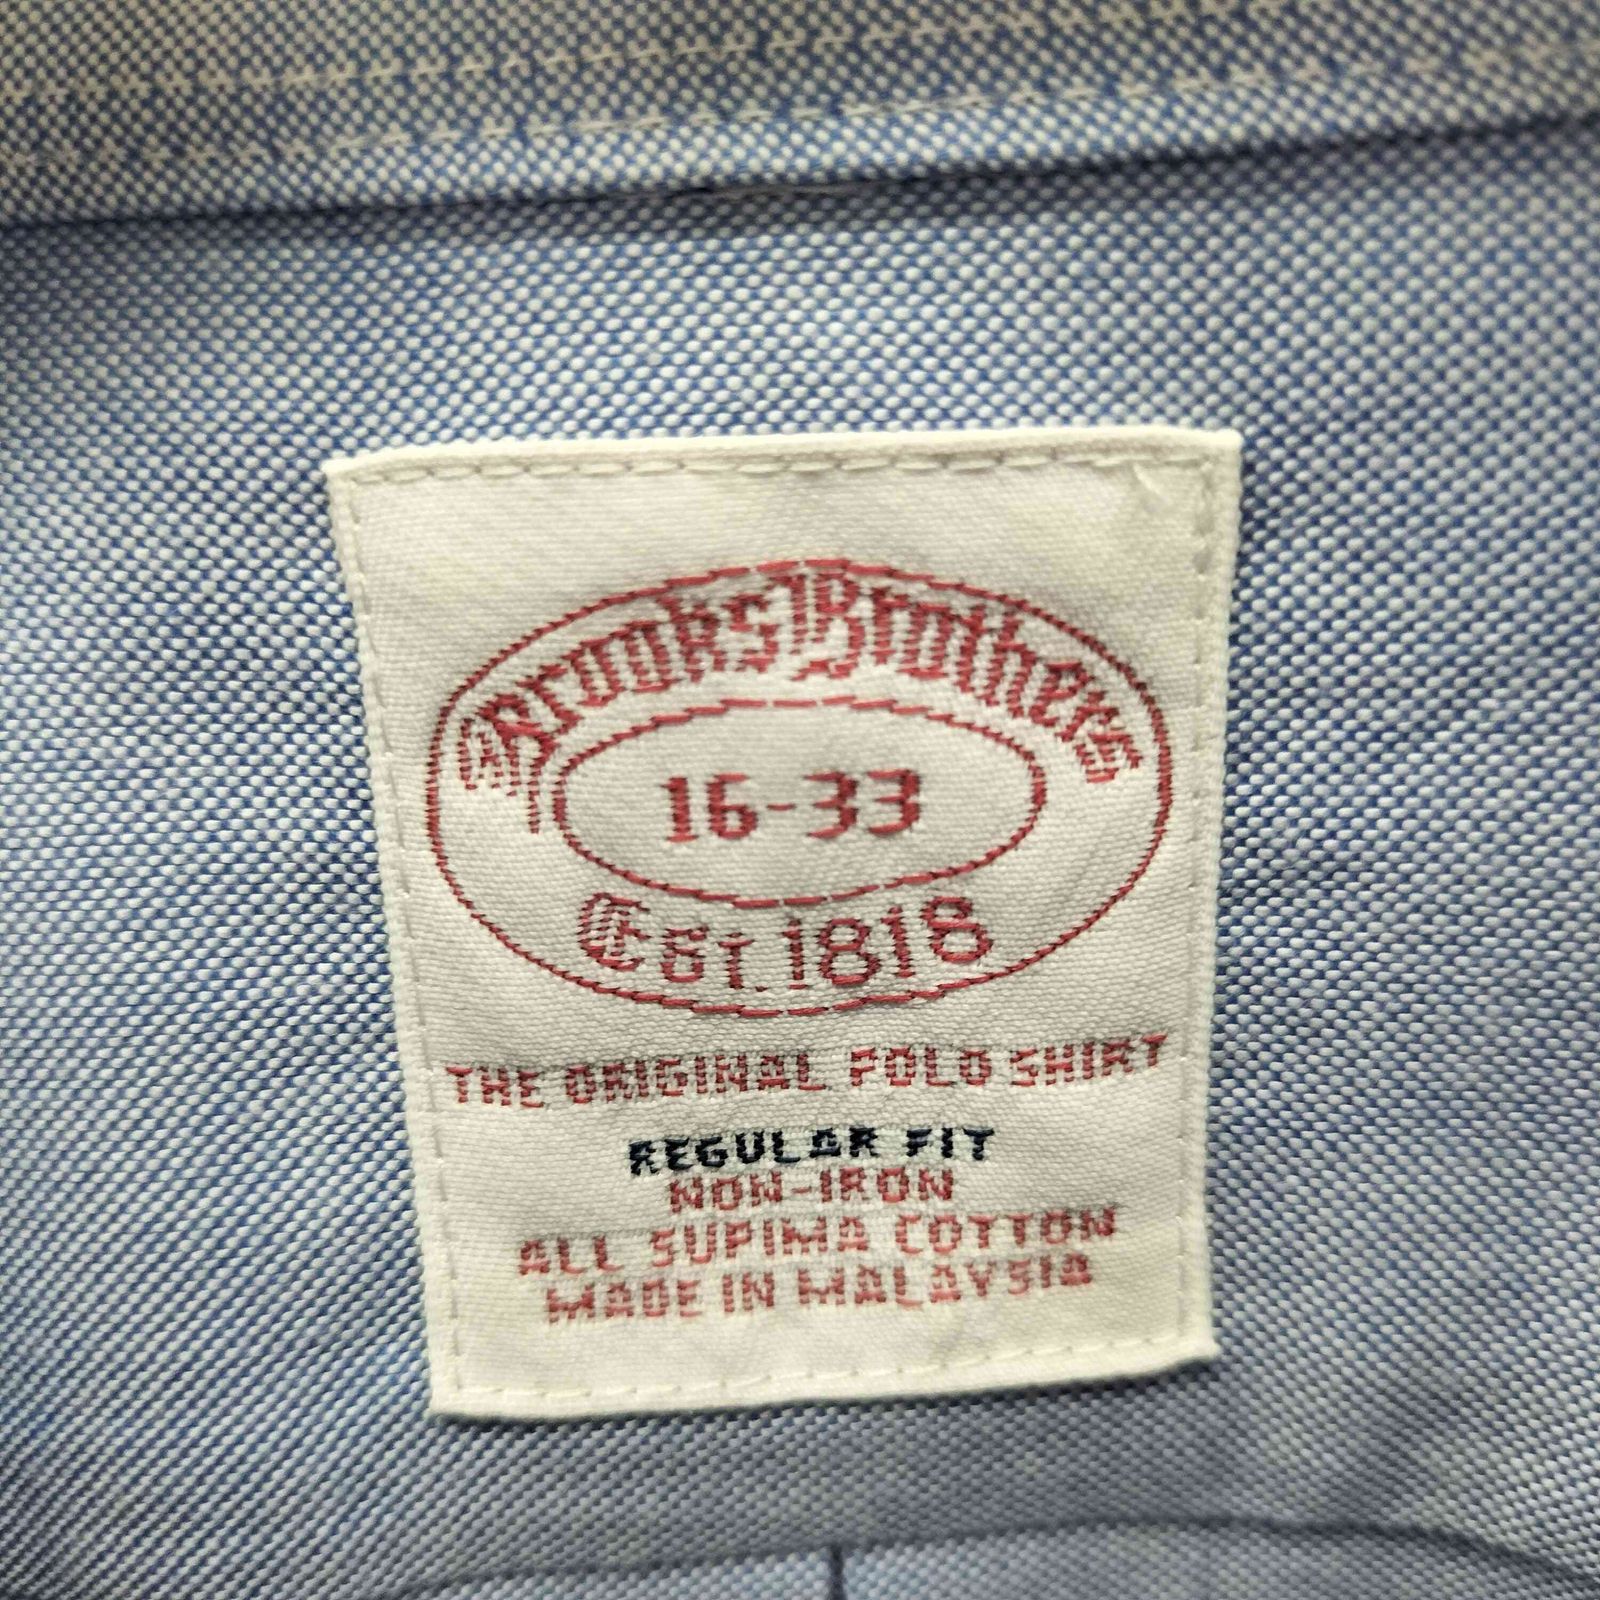 Brooks Brothers
16-33
Est. 1818
THE ORIGINAL POLO SHIRT
REGULAR FIT
NON-IRON
ALL SUPIMA COTTON
MADE IN MALAYSIA